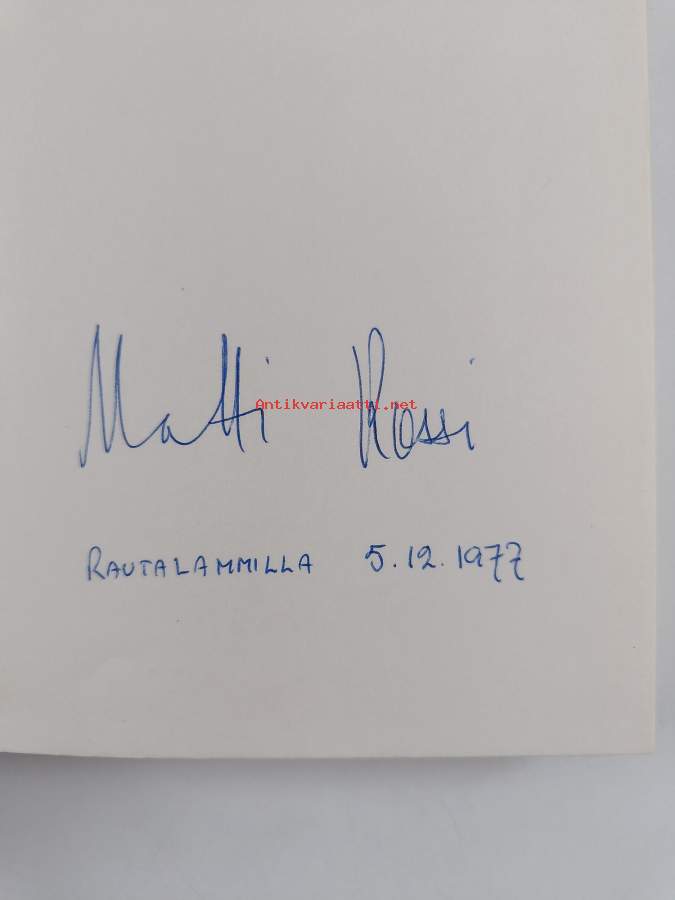 Matti Rossi
Antikvariaatti.net
RAUTALAMMILLA 5.12.1977